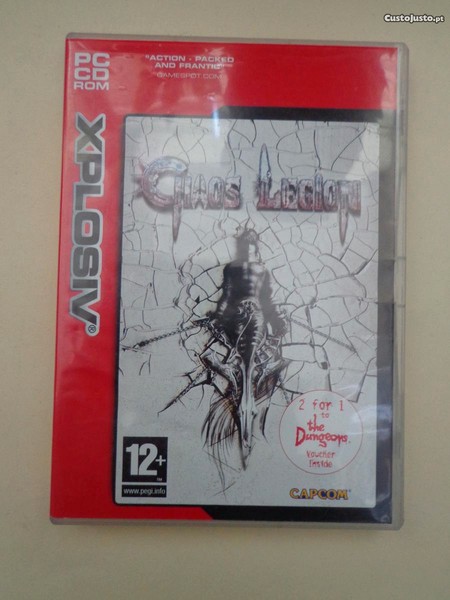 CustoJusto.pt
PC
CD
ROM
"ACTION - PACKED
AND FRANTIC"
GAMESPOT.COM
XPLOSIV®
CHAOS LEGION
2 for 1
to
the
Dungeons.
Voucher
Inside
12+
www.pegi.info
CAPCOM